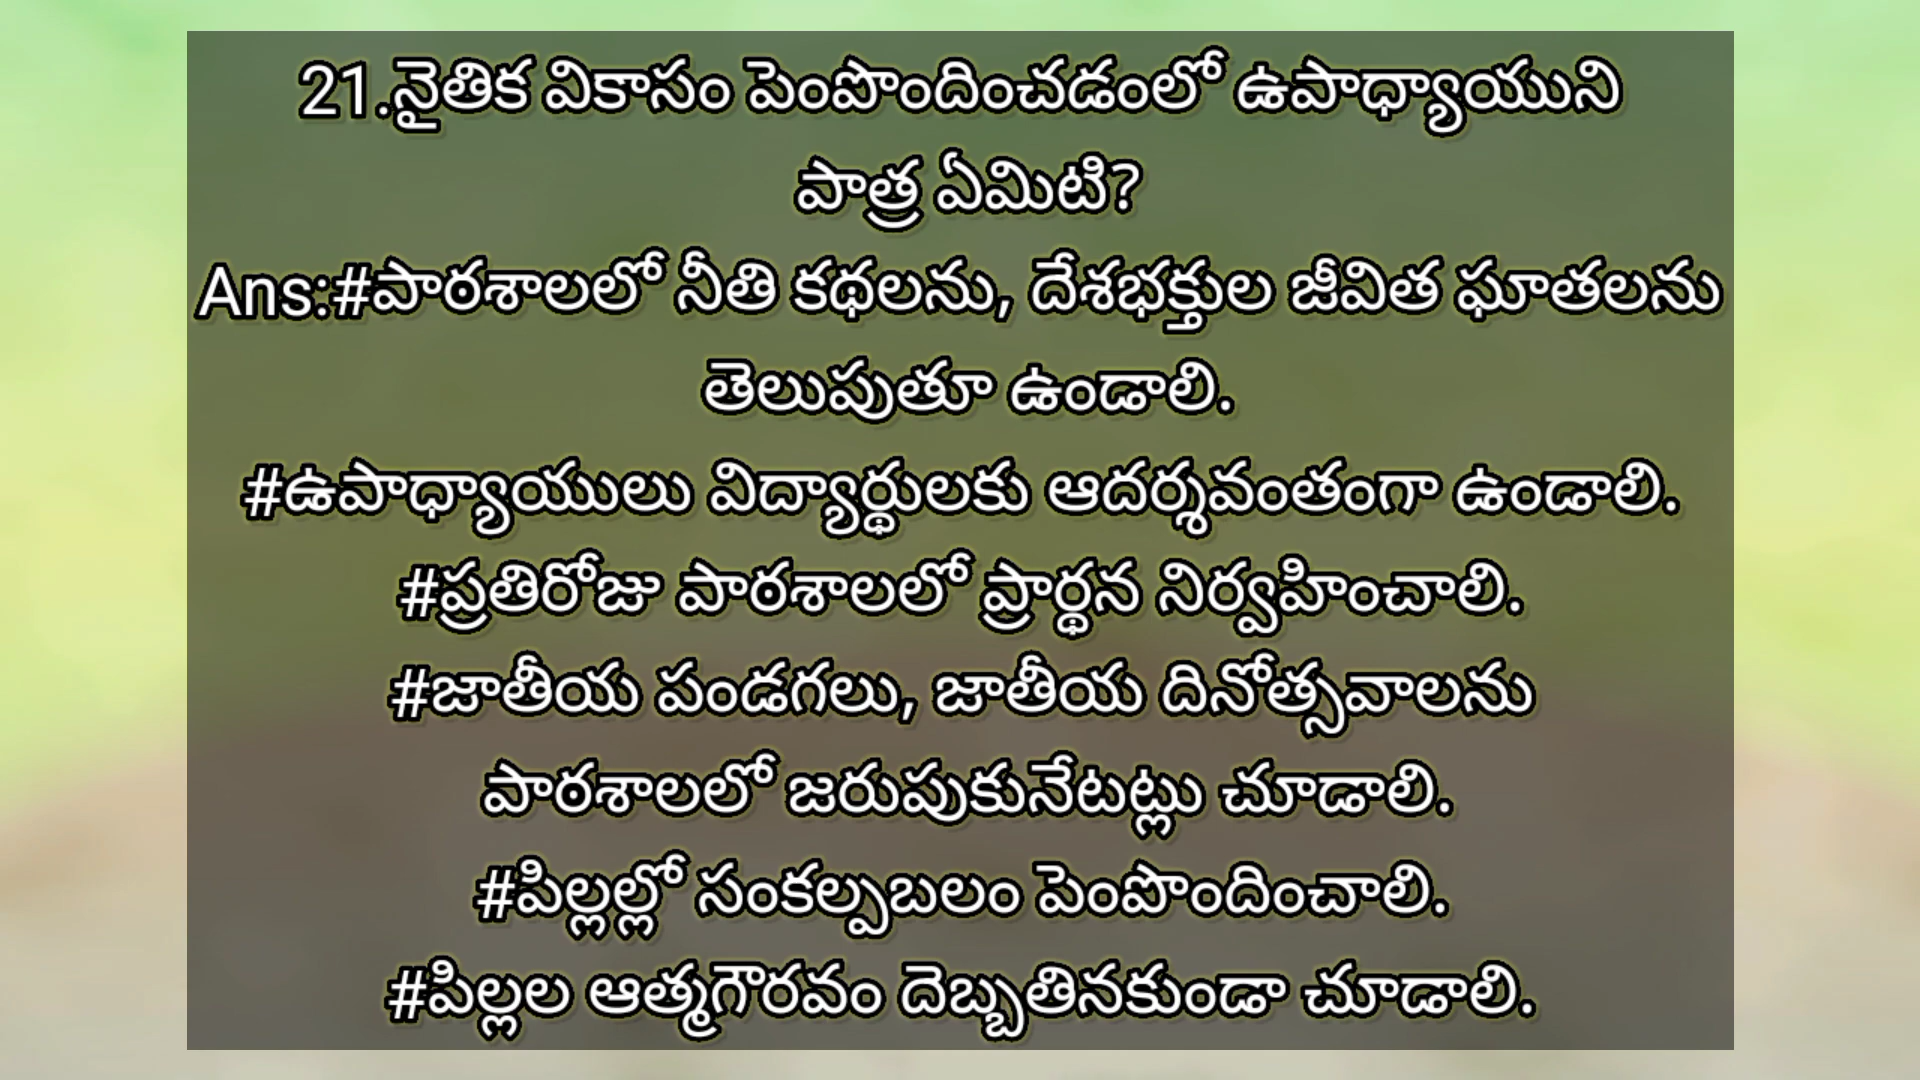 21.నైతిక వికాసం పెంపొందించడంలో ఉపాధ్యాయుని
పాత్ర ఏమిటి?
Ans:#పాఠశాలలో నీతి కథలను, దేశభక్తుల జీవిత ఘాతలను
తెలుపుతూ ఉండాలి.
#ఉపాధ్యాయులు విద్యార్థులకు ఆదర్శవంతంగా ఉండాలి.
#ప్రతిరోజు పాఠశాలలో ప్రార్థన నిర్వహించాలి.
#జాతీయ పండగలు, జాతీయ దినోత్సవాలను
పాఠశాలలో జరుపుకునేటట్లు చూడాలి.
#పిల్లల్లో సంకల్పబలం పెంపొందించాలి.
#పిల్లల ఆత్మగౌరవం దెబ్బతినకుండా చూడాలి.